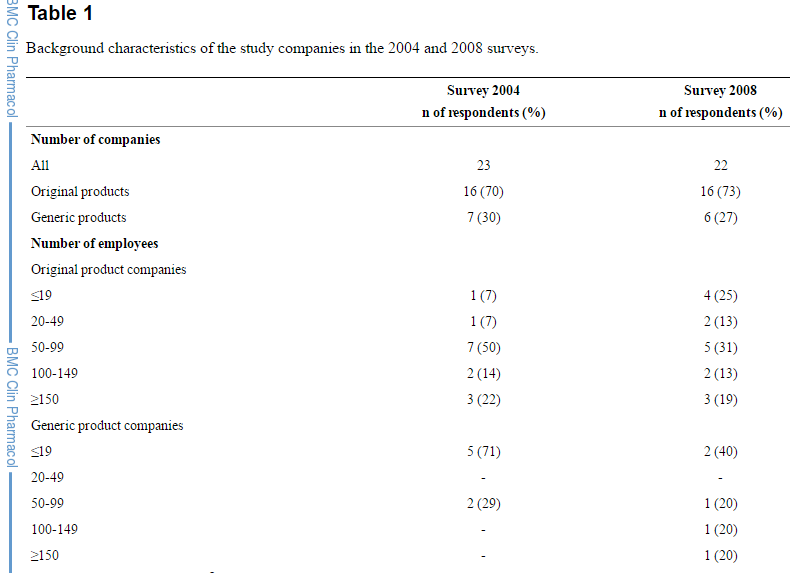 BMC Clin Pharmacol
BMC Clin Pharmacol
Table 1
Background characteristics of the study companies in the 2004 and 2008 surveys.
Survey 2004 Survey 2008
n of respondents (%) n of respondents (%)
Number of companies
All 23 22
Original products 16 (70) 16 (73)
Generic products 7 (30) 6 (27)
Number of employees
Original product companies
≤19 1 (7) 4 (25)
20-49 1 (7) 2 (13)
50-99 7 (50) 5 (31)
100-149 2 (14) 2 (13)
≥150 3 (22) 3 (19)
Generic product companies
≤19 5 (71) 2 (40)
20-49 - -
50-99 2 (29) 1 (20)
100-149 - 1 (20)
≥150 - 1 (20)